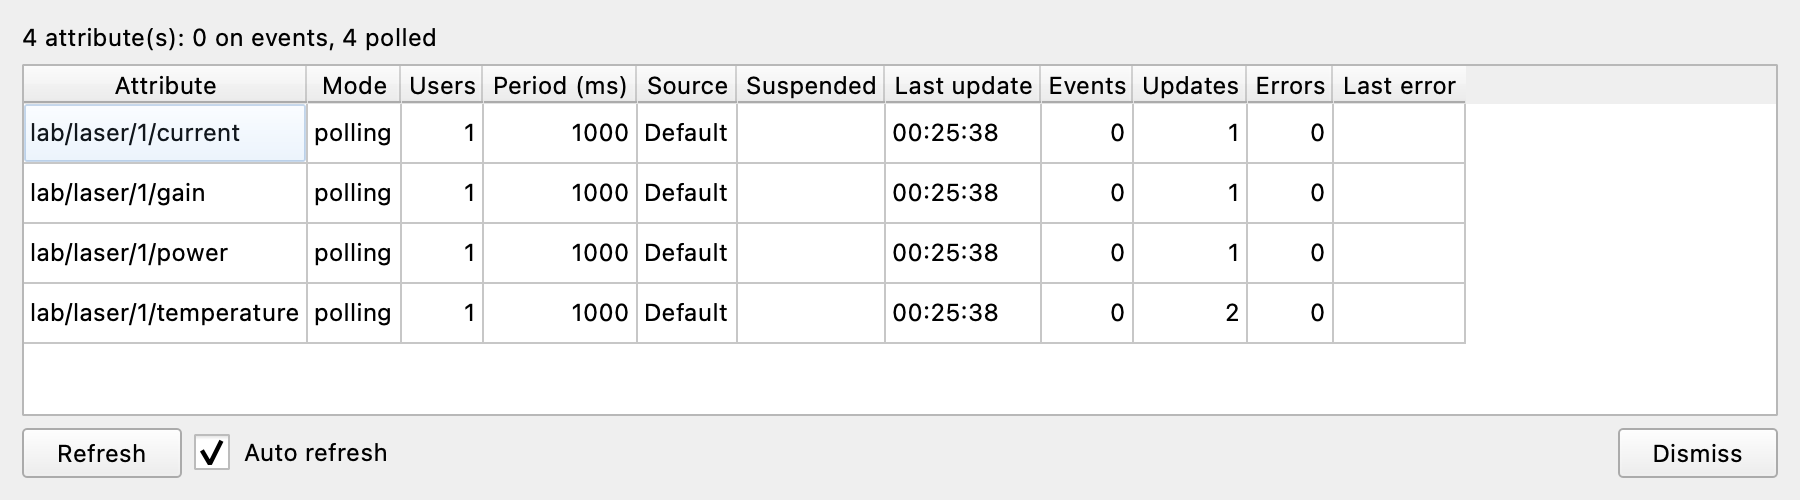 4 attribute(s): 0 on events, 4 polled
Attribute Mode Users Period (ms) Source Suspended Last update Events Updates Errors Last error
lab/laser/1/current polling 1 1000 Default 00:25:38 0 1 0
lab/laser/1/gain polling 1 1000 Default 00:25:38 0 1 0
lab/laser/1/power polling 1 1000 Default 00:25:38 0 1 0
lab/laser/1/temperature polling 1 1000 Default 00:25:38 0 2 0
Refresh Auto refresh Dismiss